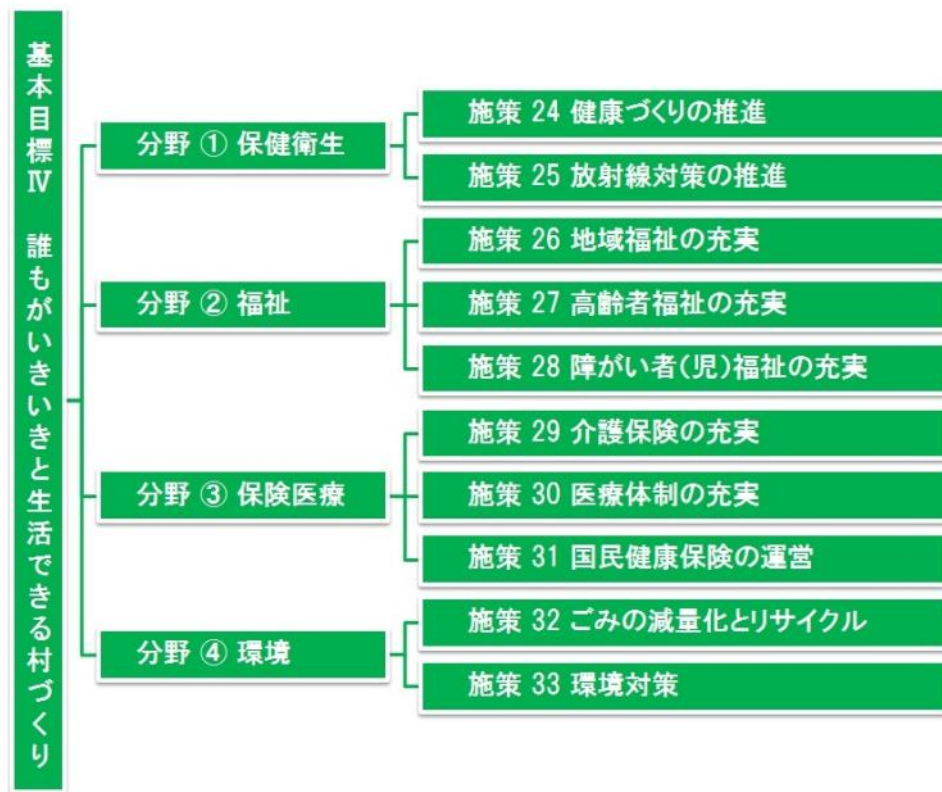 基本目標Ⅳ 誰もがいきいきと生活できる村づくり
分野 ① 保健衛生
施策 24 健康づくりの推進
施策 25 放射線対策の推進
分野 ② 福祉
施策 26 地域福祉の充実
施策 27 高齢者福祉の充実
施策 28 障がい者(児)福祉の充実
分野 ③ 保険医療
施策 29 介護保険の充実
施策 30 医療体制の充実
施策 31 国民健康保険の運営
分野 ④ 環境
施策 32 ごみの減量化とリサイクル
施策 33 環境対策